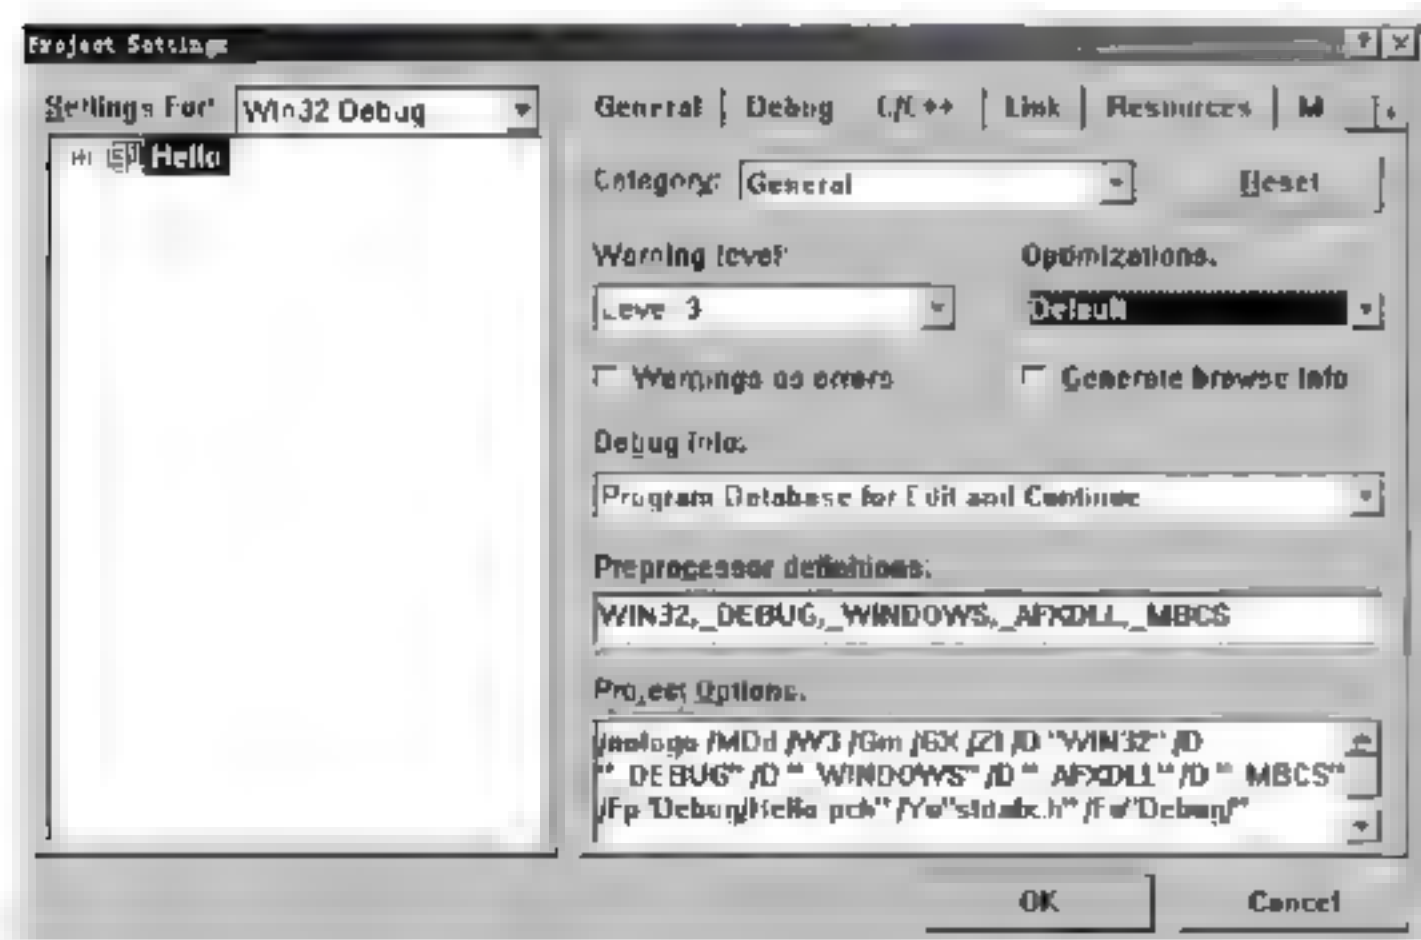 Project Settings
Settings For: Win32 Debug
Hello
General Debug C/C++ Link Resources M
Category: General Reset
Warning level: Optimizations:
Level 3 Default
Warnings as errors Generate browse info
Debug info:
Program Database for Edit and Continue
Preprocessor definitions:
WIN32,_DEBUG,_WINDOWS,_AFXDLL,_MBCS
Project Options:
/nologo /MDd /W3 /Gm /GX /ZI /D "WIN32" /D
"_DEBUG" /D "_WINDOWS" /D "_AFXDLL" /D "_MBCS"
/Fp"Debug/Hello.pch" /Yu"stdafx.h" /Fo"Debug/"
OK Cancel